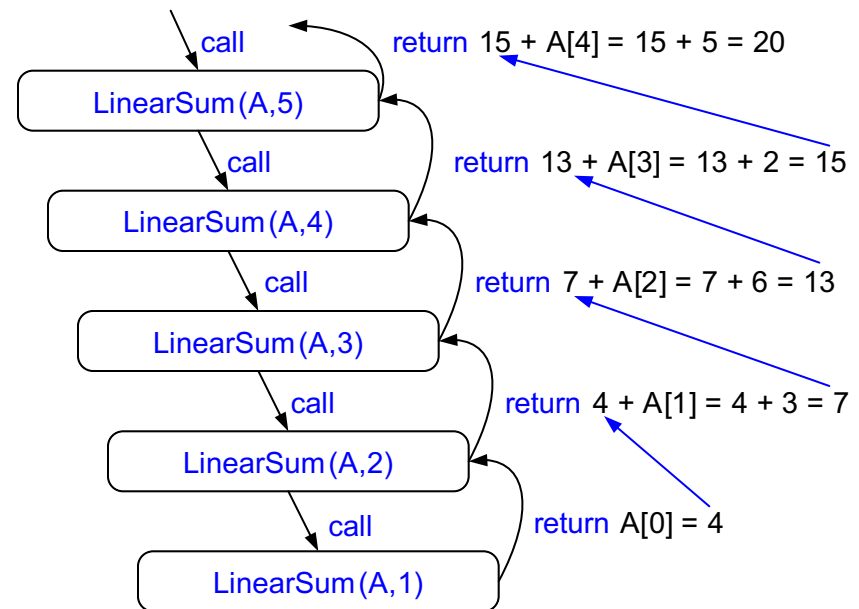 call
return 15 + A[4] = 15 + 5 = 20
LinearSum(A,5)
call
return 13 + A[3] = 13 + 2 = 15
LinearSum(A,4)
call
return 7 + A[2] = 7 + 6 = 13
LinearSum(A,3)
call
return 4 + A[1] = 4 + 3 = 7
LinearSum(A,2)
call
return A[0] = 4
LinearSum(A,1)